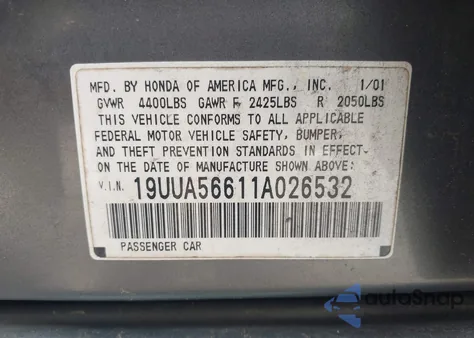 MFD. BY HONDA OF AMERICA MFG., INC. 1/01
GVWR 4400LBS GAWR F 2425LBS R 2050LBS
THIS VEHICLE CONFORMS TO ALL APPLICABLE
FEDERAL MOTOR VEHICLE SAFETY, BUMPER,
AND THEFT PREVENTION STANDARDS IN EFFECT
ON THE DATE OF MANUFACTURE SHOWN ABOVE.
V.I.N. 19UUA56611A026532
PASSENGER CAR
autoSnap